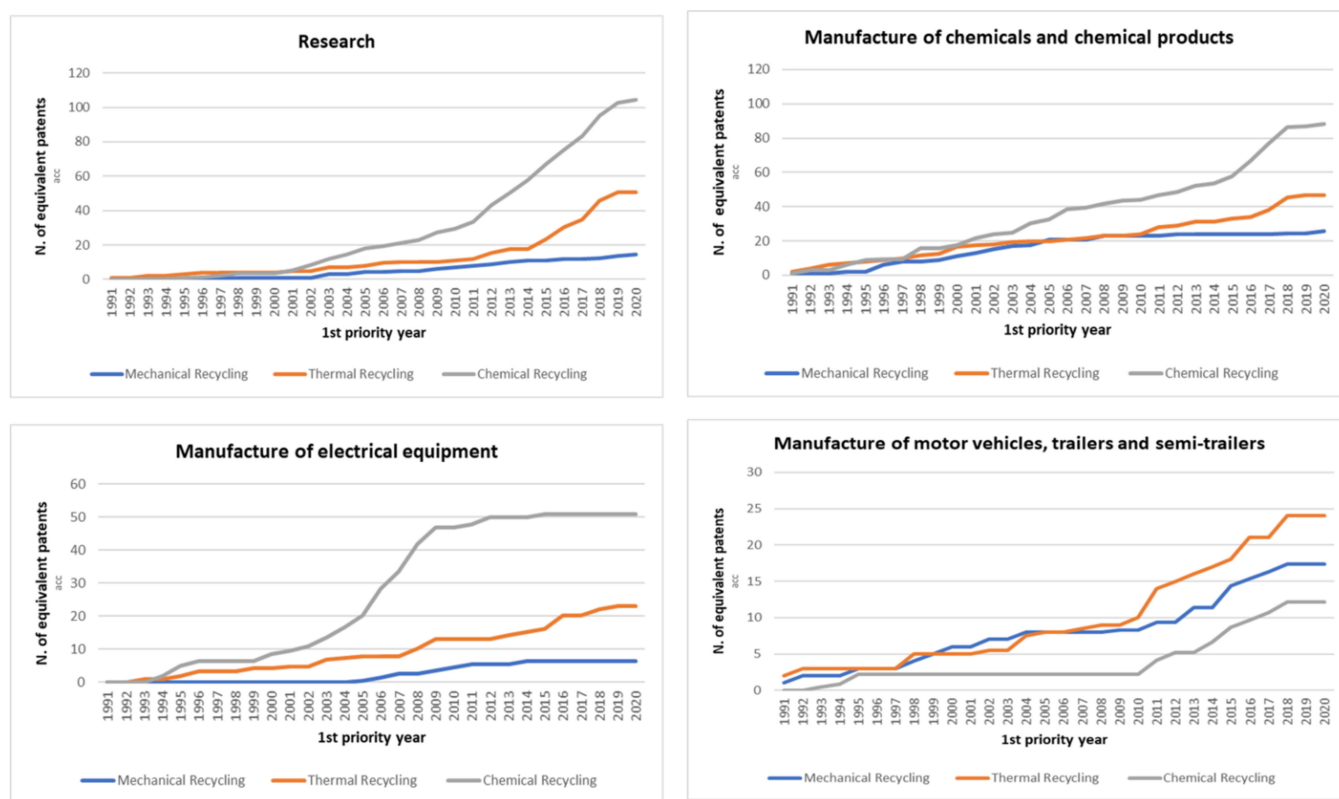 Research
N. of equivalent patents
acc
120
100
80
60
40
20
0
1991 1992 1993 1994 1995 1996 1997 1998 1999 2000 2001 2002 2003 2004 2005 2006 2007 2008 2009 2010 2011 2012 2013 2014 2015 2016 2017 2018 2019 2020
1st priority year
Mechanical Recycling Thermal Recycling Chemical Recycling
Manufacture of chemicals and chemical products
N. of equivalent patents
acc
120
100
80
60
40
20
0
1991 1992 1993 1994 1995 1996 1997 1998 1999 2000 2001 2002 2003 2004 2005 2006 2007 2008 2009 2010 2011 2012 2013 2014 2015 2016 2017 2018 2019 2020
1st priority year
Mechanical Recycling Thermal Recycling Chemical Recycling
Manufacture of electrical equipment
N. of equivalent patents
acc
60
50
40
30
20
10
0
1991 1992 1993 1994 1995 1996 1997 1998 1999 2000 2001 2002 2003 2004 2005 2006 2007 2008 2009 2010 2011 2012 2013 2014 2015 2016 2017 2018 2019 2020
1st priority year
Mechanical Recycling Thermal Recycling Chemical Recycling
Manufacture of motor vehicles, trailers and semi-trailers
N. of equivalent patents
acc
30
25
20
15
10
5
0
1991 1992 1993 1994 1995 1996 1997 1998 1999 2000 2001 2002 2003 2004 2005 2006 2007 2008 2009 2010 2011 2012 2013 2014 2015 2016 2017 2018 2019 2020
1st priority year
Mechanical Recycling Thermal Recycling Chemical Recycling